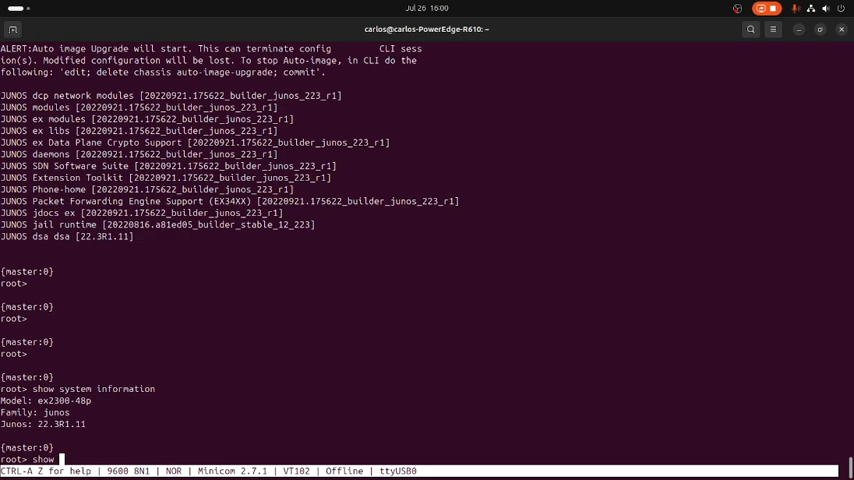 Jul 26 16:00
carlos@carlos-PowerEdge-R610: ~
ALERT:Auto image Upgrade will start. This can terminate config        CLI sess
ion(s). Modified configuration will be lost. To stop Auto-image, in CLI do the
following: 'edit; delete chassis auto-image-upgrade; commit'.
JUNOS dcp network modules [20220921.175622_builder_junos_223_r1]
JUNOS modules [20220921.175622_builder_junos_223_r1]
JUNOS ex modules [20220921.175622_builder_junos_223_r1]
JUNOS ex libs [20220921.175622_builder_junos_223_r1]
JUNOS ex Data Plane Crypto Support [20220921.175622_builder_junos_223_r1]
JUNOS daemons [20220921.175622_builder_junos_223_r1]
JUNOS SDN Software Suite [20220921.175622_builder_junos_223_r1]
JUNOS Extension Toolkit [20220921.175622_builder_junos_223_r1]
JUNOS Phone-home [20220921.175622_builder_junos_223_r1]
JUNOS Packet Forwarding Engine Support (EX34XX) [20220921.175622_builder_junos_223_r1]
JUNOS jdocs ex [20220921.175622_builder_junos_223_r1]
JUNOS jail runtime [20220816.a81ed05_builder_stable_12_223]
JUNOS dsa dsa [22.3R1.11]
{master:0}
root>
{master:0}
root>
{master:0}
root>
{master:0}
root> show system information
Model: ex2300-48p
Family: junos
Junos: 22.3R1.11
{master:0}
root> show
CTRL-A Z for help | 9600 8N1 | NOR | Minicom 2.7.1 | VT102 | Offline | ttyUSB0